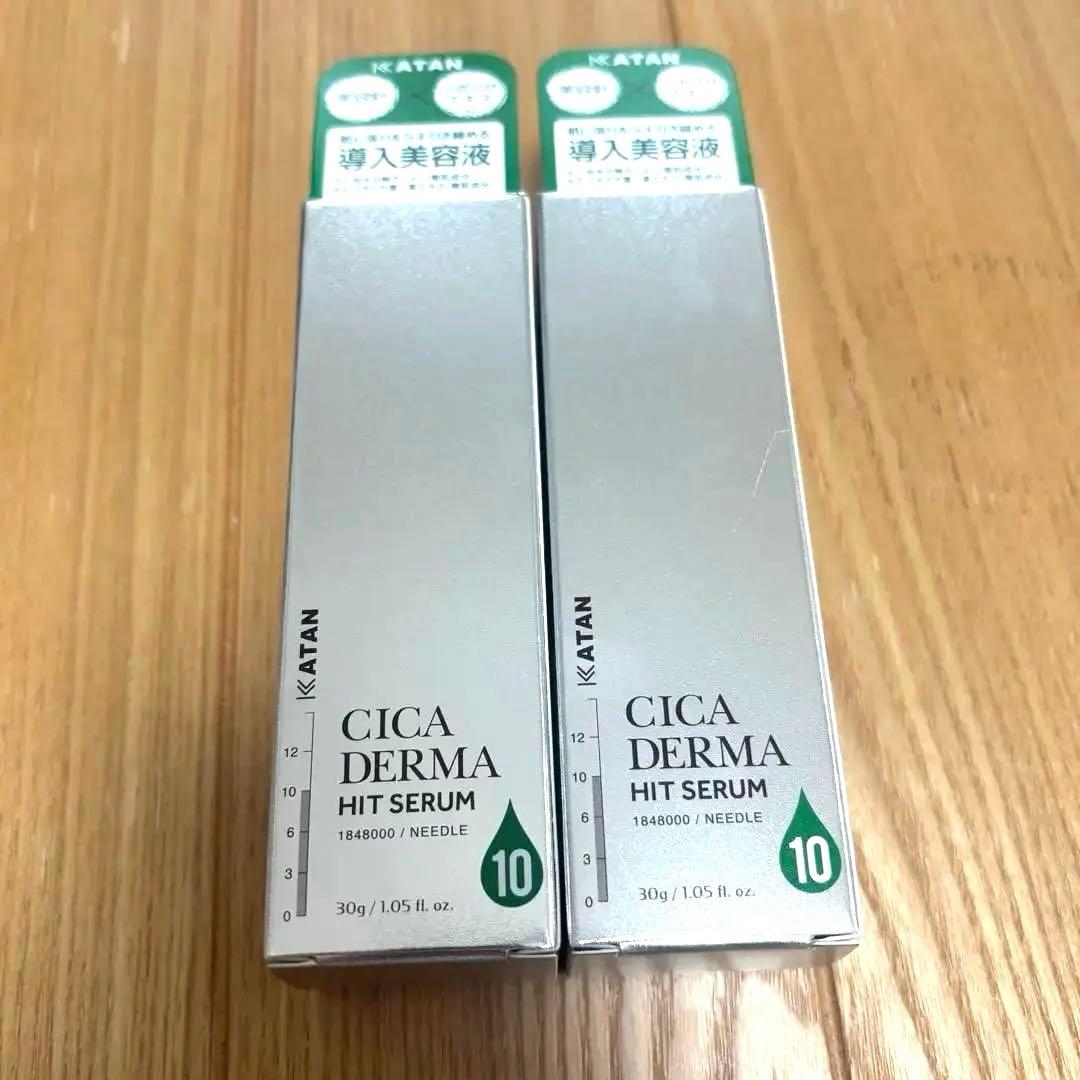 KATAN
導入美容液
KATAN
CICA
DERMA
HIT SERUM
1848000 / NEEDLE
12
10
6
3
0
10
30g / 1.05 fl. oz.
KATAN
導入美容液
KATAN
CICA
DERMA
HIT SERUM
1848000 / NEEDLE
12
10
6
3
0
10
30g / 1.05 fl. oz.